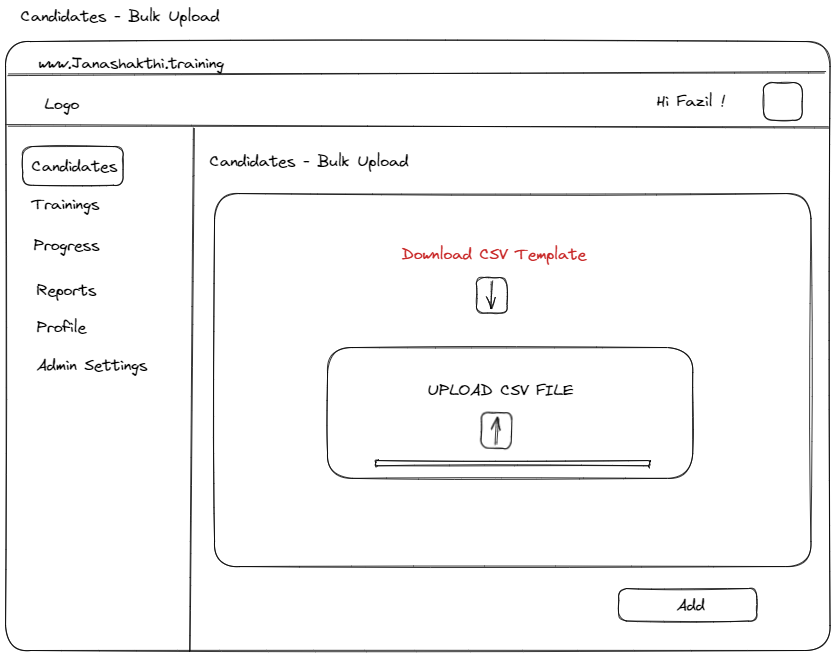 Candidates - Bulk Upload
www.Janashakthi.training
Logo
Hi Fazil !
Candidates
Trainings
Progress
Reports
Profile
Admin Settings
Candidates - Bulk Upload
Download CSV Template
UPLOAD CSV FILE
Add